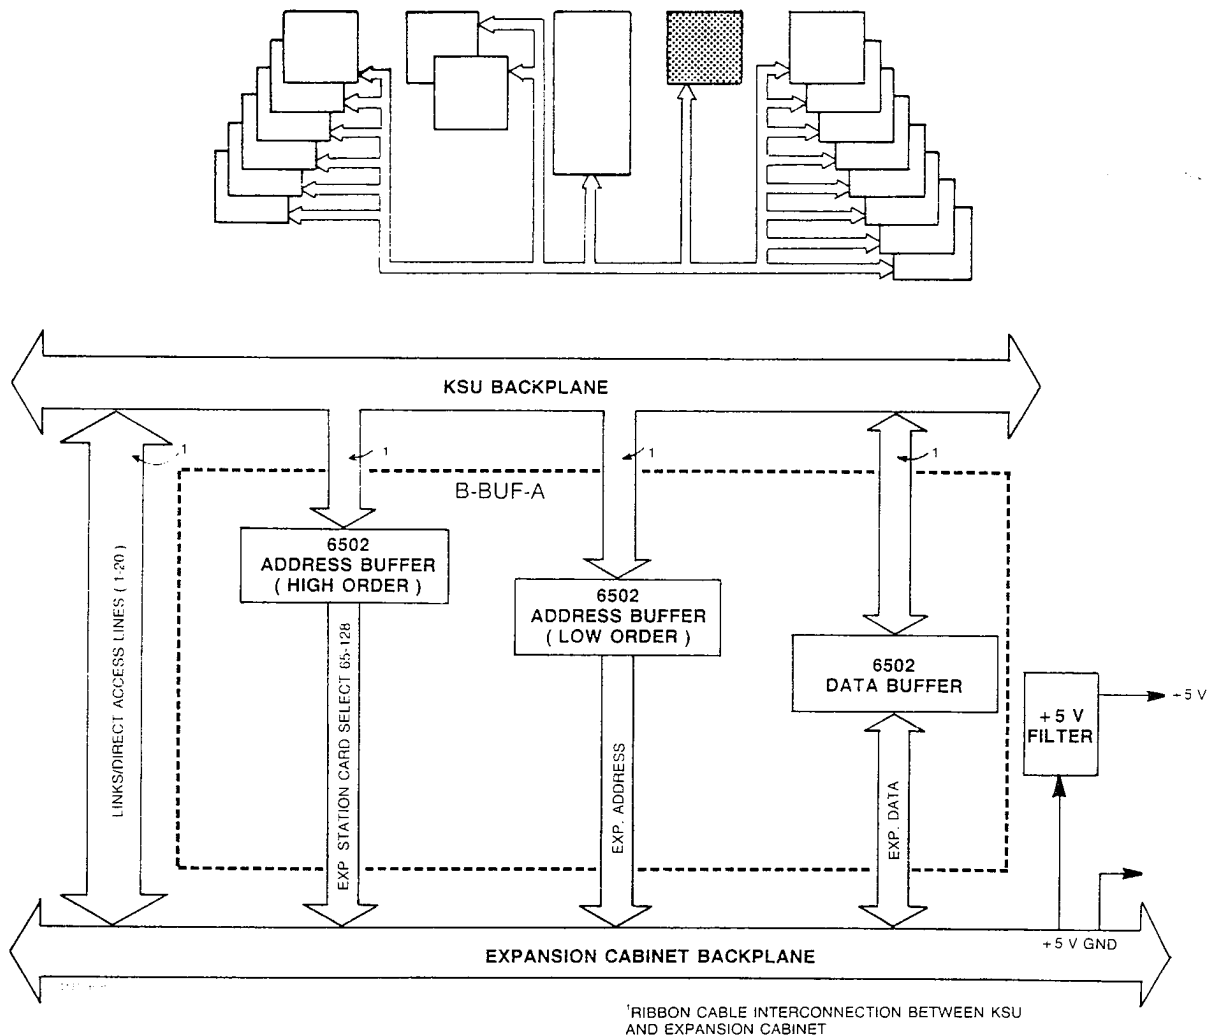 KSU BACKPLANE
1
1
1
1
B-BUF-A
LINKS/DIRECT ACCESS LINES (1-20)
6502
ADDRESS BUFFER
( HIGH ORDER )
EXP STATION CARD SELECT 65-128
6502
ADDRESS BUFFER
( LOW ORDER )
EXP. ADDRESS
6502
DATA BUFFER
EXP. DATA
+5 V
FILTER
+5 V
+5 V GND
EXPANSION CABINET BACKPLANE
1RIBBON CABLE INTERCONNECTION BETWEEN KSU
AND EXPANSION CABINET